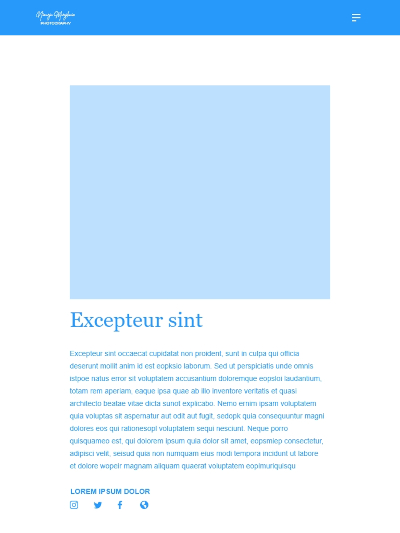 PHOTOGRAPHY
Excepteur sint
Excepteur sint occaecat cupidatat non proident, sunt in culpa qui officia
deserunt mollit anim id est eopksio laborum. Sed ut perspiciatis unde omnis
istpoe natus error sit voluptatem accusantium doloremque eopsloi laudantium,
totam rem aperiam, eaque ipsa quae ab illo inventore veritatis et quasi
architecto beatae vitae dicta sunot explicabo. Nemo ernim ipsam voluptatem
quia voluptas sit aspernatur aut odit aut fugit, sedopk quia consequuntur magni
dolores eos qui rationesopl voluptatem sequi nesciunt. Neque porro
quisquameo est, qui dolorem ipsum quia dolor sit amet, eopsmiep consectetur,
adipisci velit, seisud quia non numquam eius modi tempora incidunt ut labore
et dolore wopeir magnam aliquam quaerat voluptatem eopimuriquisqu
LOREM IPSUM DOLOR